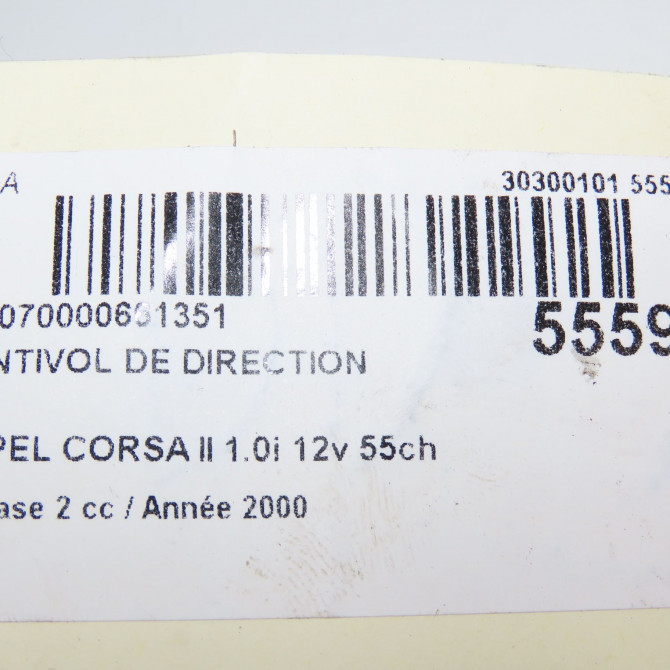 A 30300101 555
070000661351
5559
NTIVOL DE DIRECTION
PEL CORSA II 1.0i 12v 55ch
ase 2 cc / Année 2000